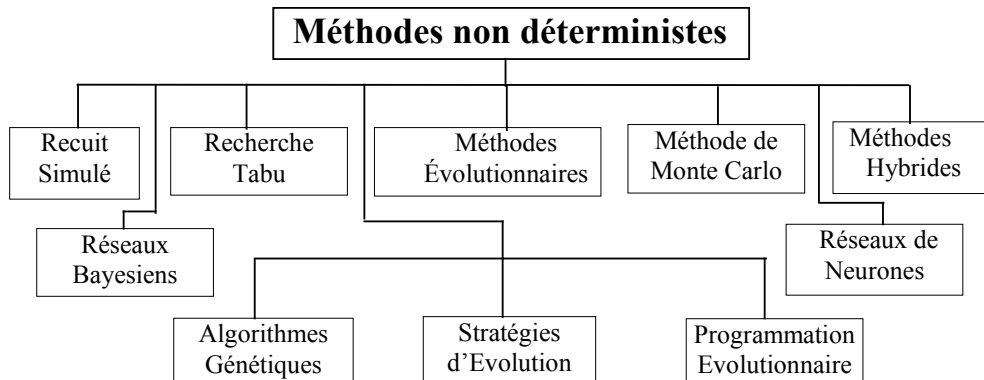 Méthodes non déterministes
Recuit
Simulé
Recherche
Tabu
Méthodes
Évolutionnaires
Méthode de
Monte Carlo
Méthodes
Hybrides
Réseaux
Bayesiens
Réseaux de
Neurones
Algorithmes
Génétiques
Stratégies
d’Evolution
Programmation
Evolutionnaire